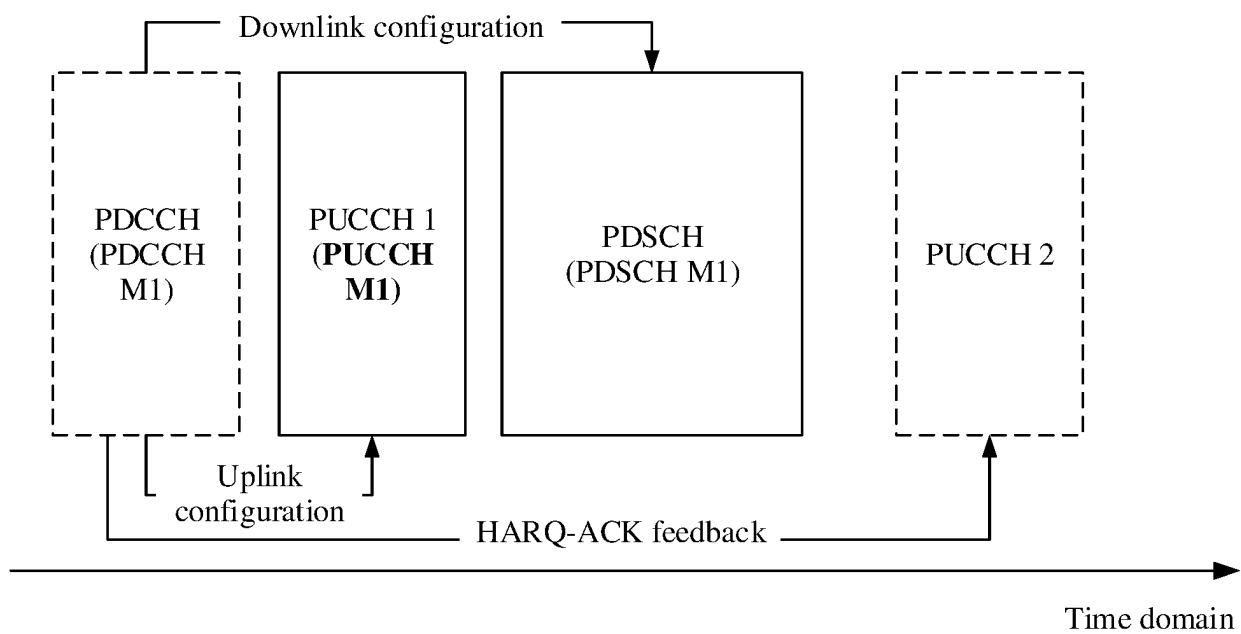 Downlink configuration
PDCCH
(PDCCH
M1)
PUCCH 1
(PUCCH
M1)
PDSCH
(PDSCH M1)
PUCCH 2
Uplink
configuration
HARQ-ACK feedback
Time domain